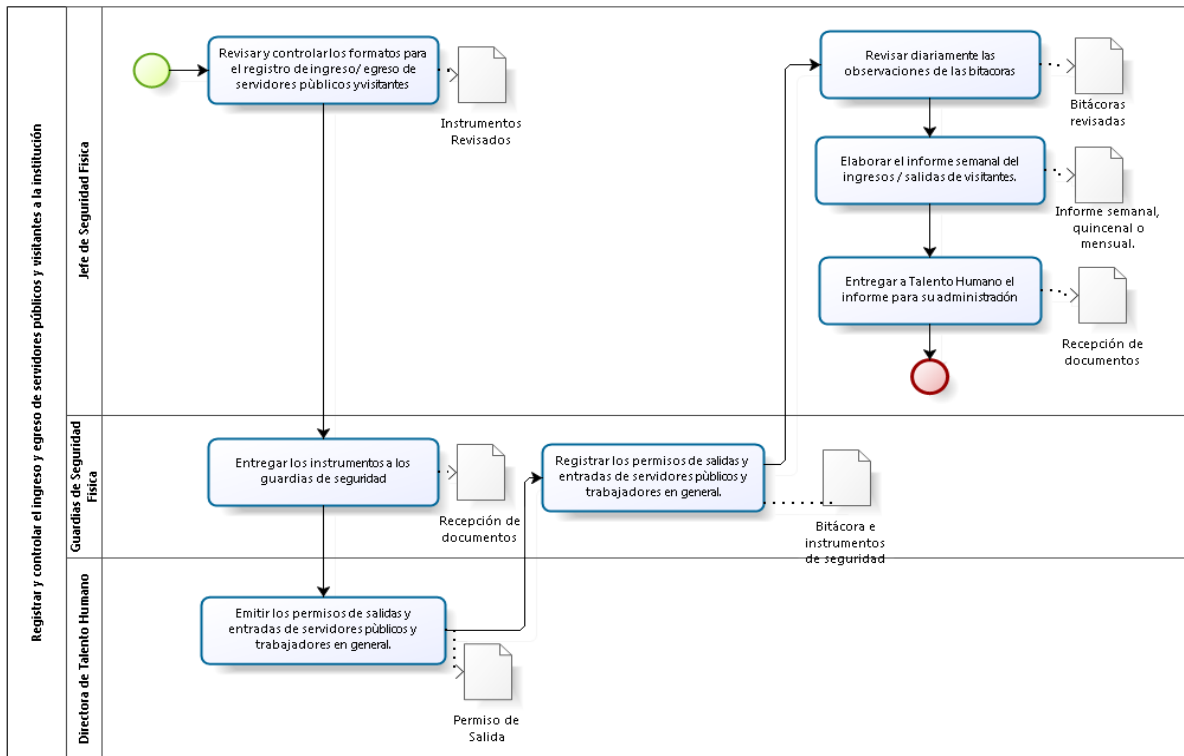 Registrar y controlar el ingreso y egreso de servidores públicos y visitantes a la institución
Jefe de Seguridad Fisica
Revisar y controlar los formatos para
el registro de ingreso/ egreso de
servidores pùblicos y visitantes
Instrumentos
Revisados
Revisar diariamente las
observaciones de las bitacoras
Bitácoras
revisadas
Elaborar el informe semanal del
ingresos / salidas de visitantes.
Informe semanal,
quincenal o
mensual.
Entregar a Talento Humano el
informe para su administración
Recepción de
documentos
Guardias de Seguridad
Fisica
Entregar los instrumentos a los
guardias de seguridad
Recepción de
documentos
Registrar los permisos de salidas y
entradas de servidores pùblicos y
trabajadores en general.
Bitácora e
instrumentos
de seguridad
Directora de Talento Humano
Emitir los permisos de salidas y
entradas de servidores pùblicos y
trabajadores en general.
Permiso de
Salida